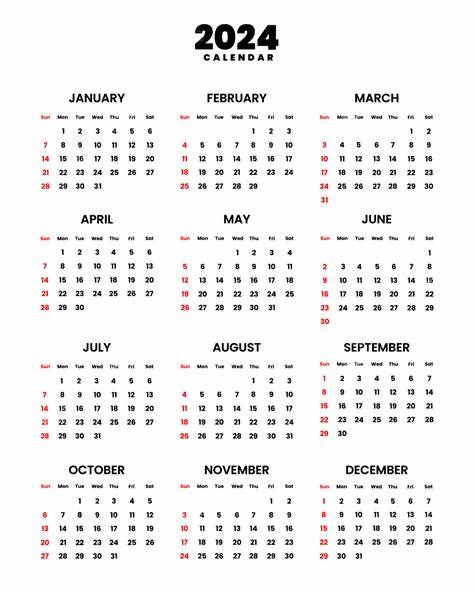 2024
CALENDAR
JANUARY
Sun Mon Tue Wed Thu Fri Sat
1 2 3 4 5 6
7 8 9 10 11 12 13
14 15 16 17 18 19 20
21 22 23 24 25 26 27
28 29 30 31
FEBRUARY
Sun Mon Tue Wed Thu Fri Sat
1 2 3
4 5 6 7 8 9 10
11 12 13 14 15 16 17
18 19 20 21 22 23 24
25 26 27 28 29
MARCH
Sun Mon Tue Wed Thu Fri Sat
1 2
3 4 5 6 7 8 9
10 11 12 13 14 15 16
17 18 19 20 21 22 23
24 25 26 27 28 29 30
31
APRIL
Sun Mon Tue Wed Thu Fri Sat
1 2 3 4 5 6
7 8 9 10 11 12 13
14 15 16 17 18 19 20
21 22 23 24 25 26 27
28 29 30
MAY
Sun Mon Tue Wed Thu Fri Sat
1 2 3 4
5 6 7 8 9 10 11
12 13 14 15 16 17 18
19 20 21 22 23 24 25
26 27 28 29 30 31
JUNE
Sun Mon Tue Wed Thu Fri Sat
1
2 3 4 5 6 7 8
9 10 11 12 13 14 15
16 17 18 19 20 21 22
23 24 25 26 27 28 29
30
JULY
Sun Mon Tue Wed Thu Fri Sat
1 2 3 4 5 6
7 8 9 10 11 12 13
14 15 16 17 18 19 20
21 22 23 24 25 26 27
28 29 30 31
AUGUST
Sun Mon Tue Wed Thu Fri Sat
1 2 3
4 5 6 7 8 9 10
11 12 13 14 15 16 17
18 19 20 21 22 23 24
25 26 27 28 29 30 31
SEPTEMBER
Sun Mon Tue Wed Thu Fri Sat
1 2 3 4 5 6 7
8 9 10 11 12 13 14
15 16 17 18 19 20 21
22 23 24 25 26 27 28
29 30
OCTOBER
Sun Mon Tue Wed Thu Fri Sat
1 2 3 4 5
6 7 8 9 10 11 12
13 14 15 16 17 18 19
20 21 22 23 24 25 26
27 28 29 30 31
NOVEMBER
Sun Mon Tue Wed Thu Fri Sat
1 2
3 4 5 6 7 8 9
10 11 12 13 14 15 16
17 18 19 20 21 22 23
24 25 26 27 28 29 30
DECEMBER
Sun Mon Tue Wed Thu Fri Sat
1 2 3 4 5 6 7
8 9 10 11 12 13 14
15 16 17 18 19 20 21
22 23 24 25 26 27 28
29 30 31